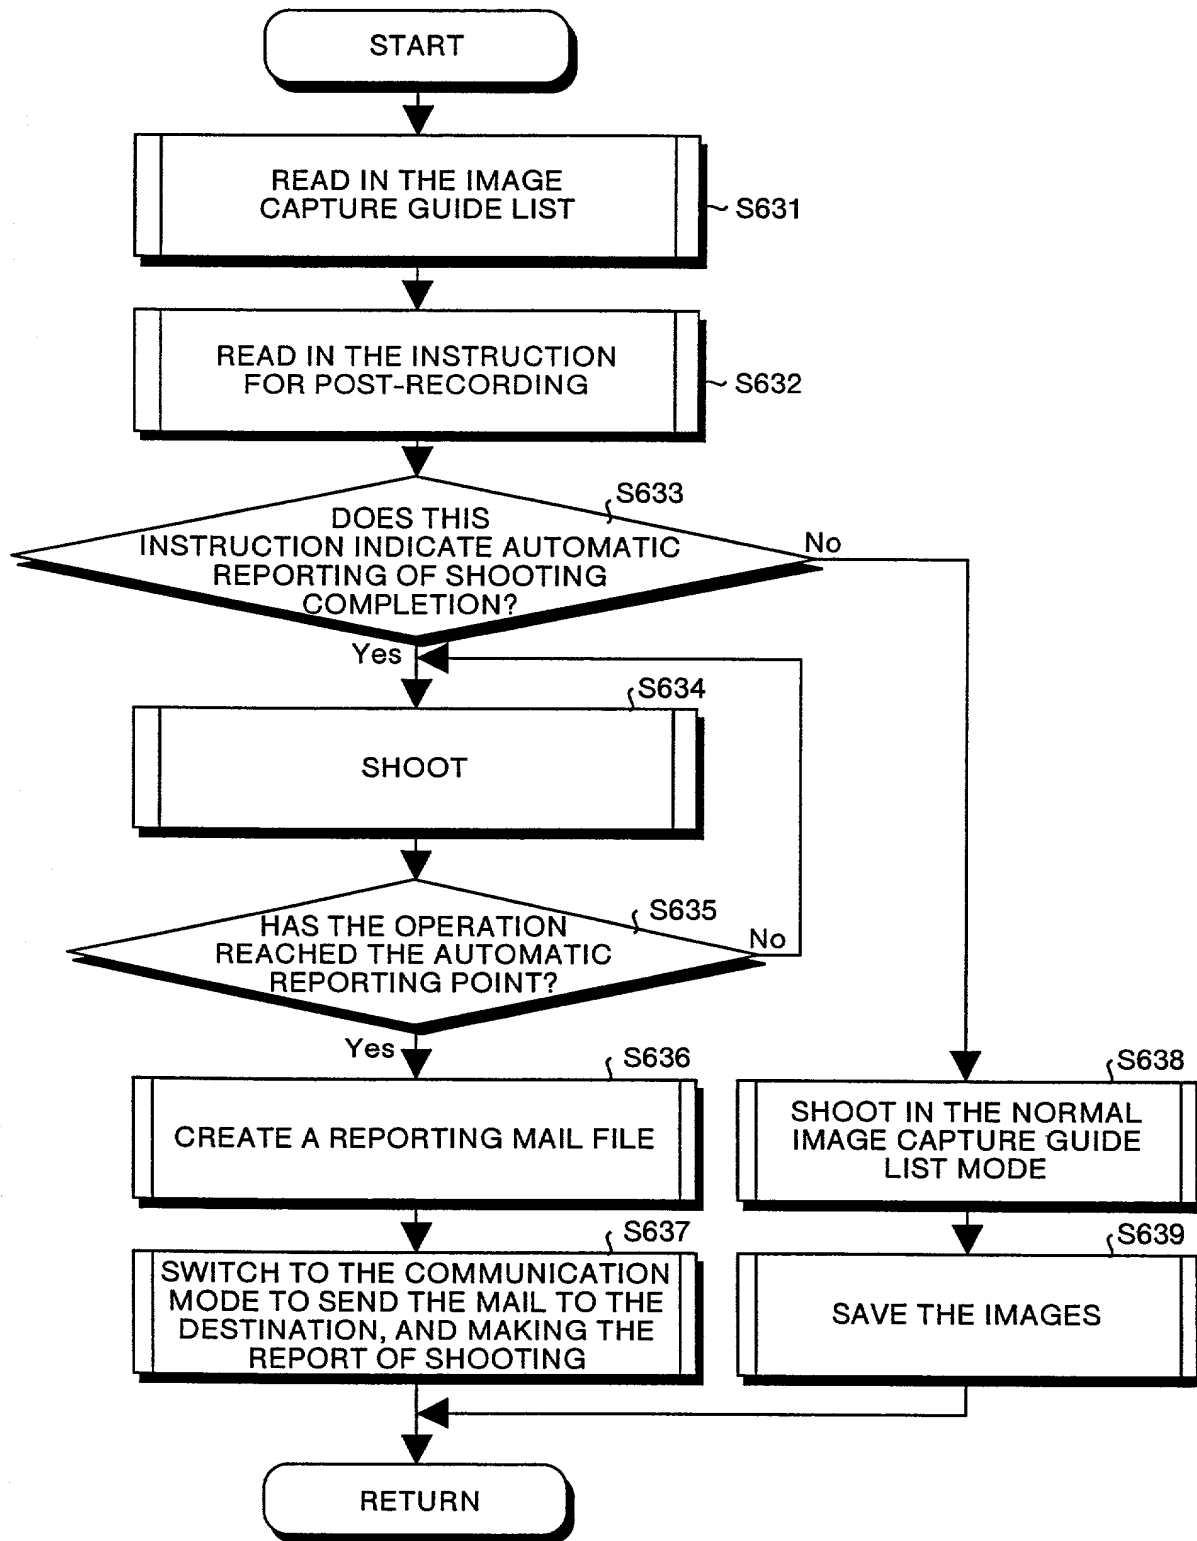 START
READ IN THE IMAGE
CAPTURE GUIDE LIST
S631
READ IN THE INSTRUCTION
FOR POST-RECORDING
S632
S633
DOES THIS
INSTRUCTION INDICATE AUTOMATIC
REPORTING OF SHOOTING
COMPLETION?
No
Yes
S634
SHOOT
S635
HAS THE OPERATION
REACHED THE AUTOMATIC
REPORTING POINT?
No
Yes
S636
CREATE A REPORTING MAIL FILE
S637
SWITCH TO THE COMMUNICATION
MODE TO SEND THE MAIL TO THE
DESTINATION, AND MAKING THE
REPORT OF SHOOTING
S638
SHOOT IN THE NORMAL
IMAGE CAPTURE GUIDE
LIST MODE
S639
SAVE THE IMAGES
RETURN